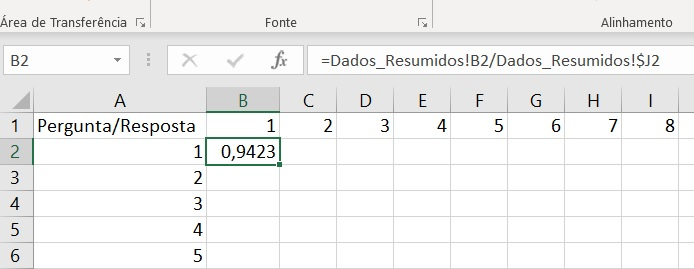 Área de Transferência Fonte Alinhamento
B2 fx =Dados_Resumidos!B2/Dados_Resumidos!$J2
A B C D E F G H I
1 Pergunta/Resposta 1 2 3 4 5 6 7 8
2 1 0,9423
3 2
4 3
5 4
6 5